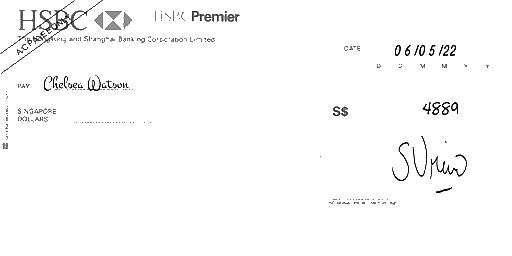 HSBC HSBC Premier
The Hongkong and Shanghai Banking Corporation Limited
A/C PAYEE ONLY
DATE 06/05/22
D D M M Y Y
PAY Chelsea Watson
SINGAPORE
DOLLARS
S$ 4889